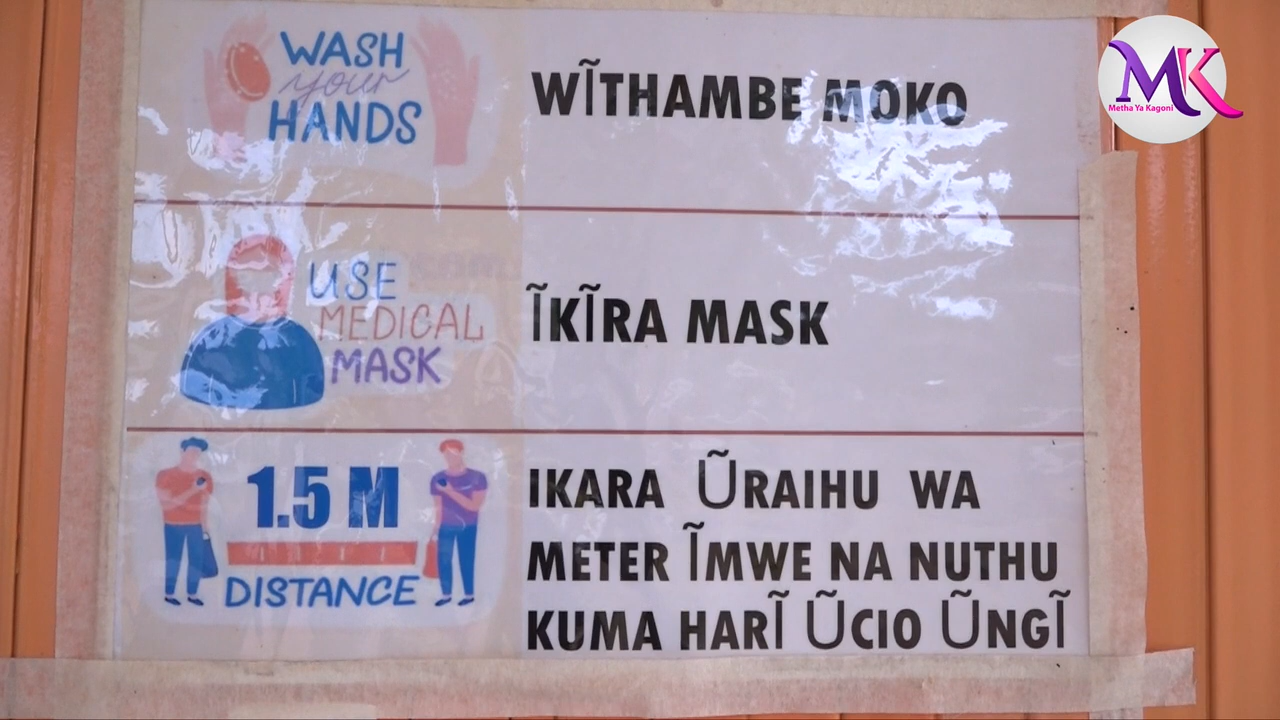 WASH
your
HANDS
WĨTHAMBE MOKO
USE
MEDICAL
MASK
ĨKĨRA MASK
1.5 M
DISTANCE
IKARA ŨRAIHU WA
METER ĨMWE NA NUTHU
KUMA HARĨ ŨCIO ŨNGĨ
MK
Metha Ya Kagoni